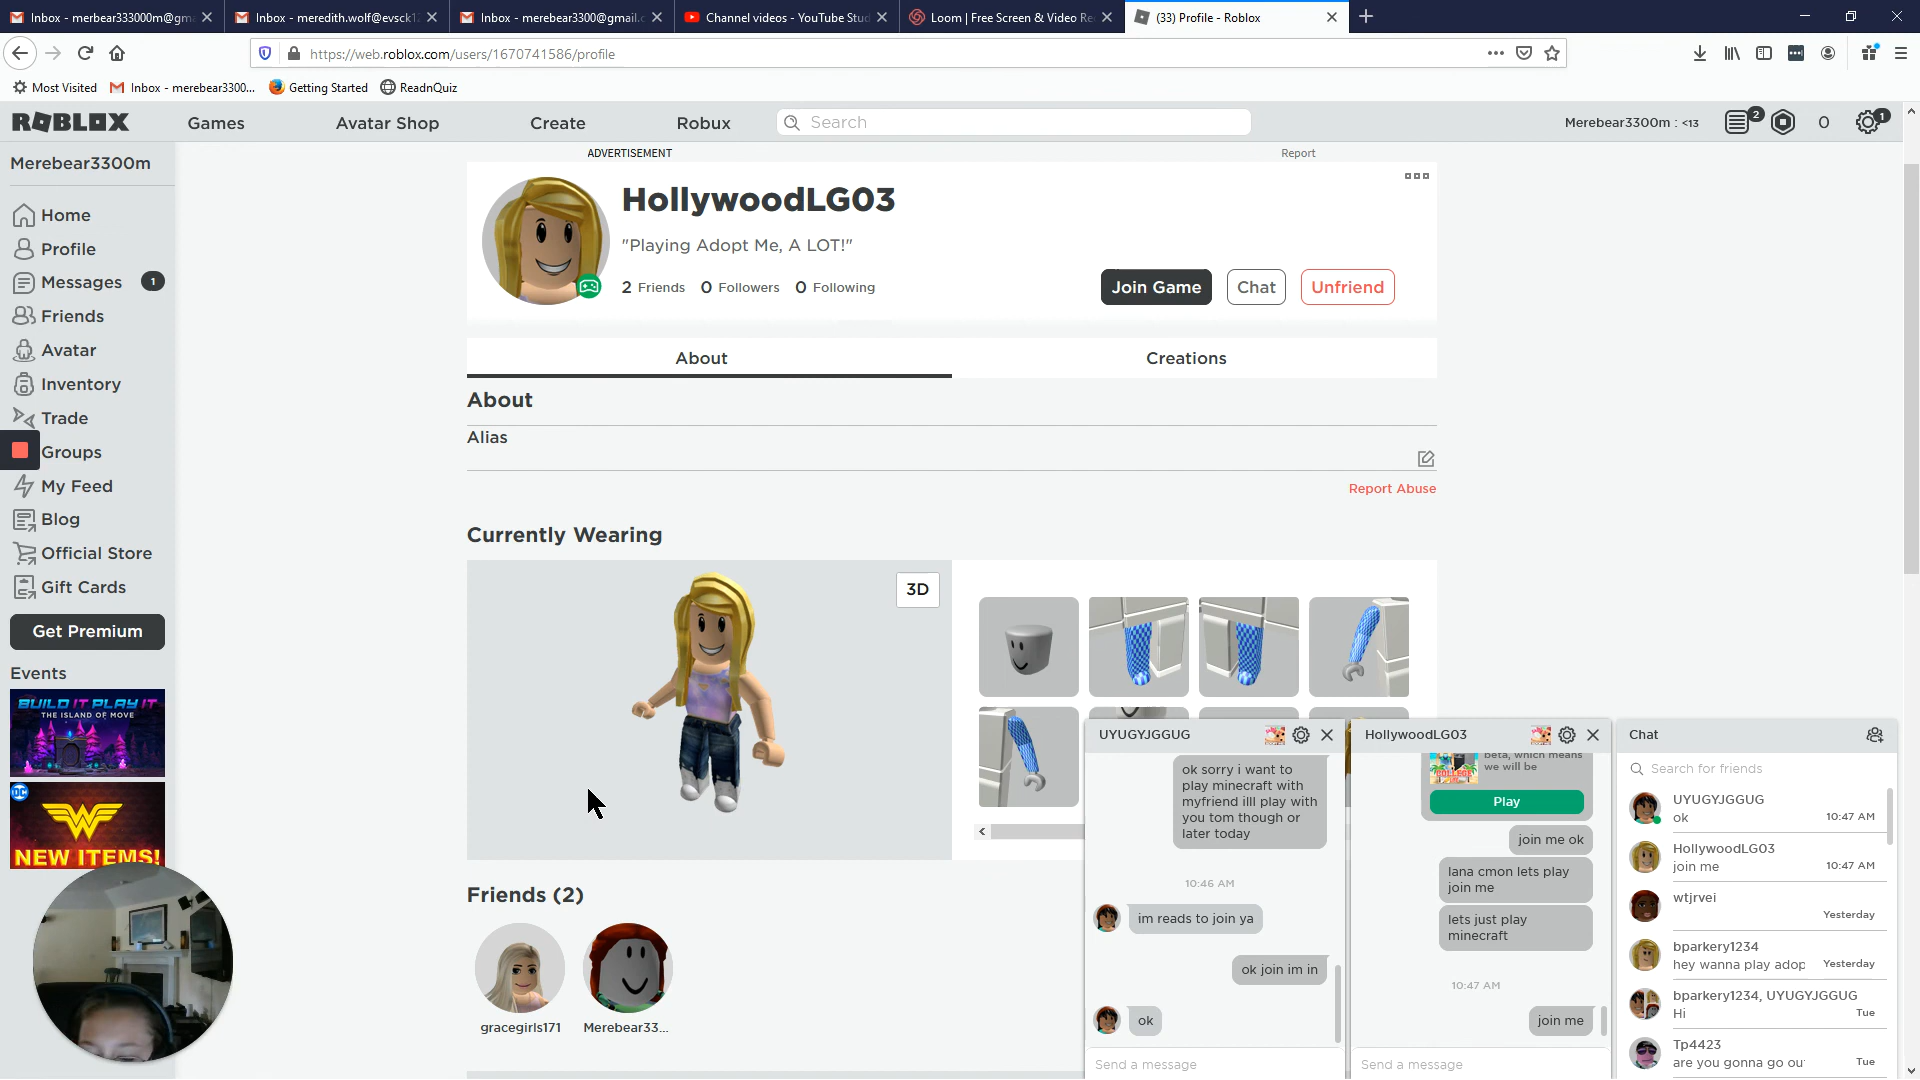 Inbox - merbear333000m@gm
Inbox - meredith.wolf@evsck1
Inbox - merebear3300@gmail.
Channel videos - YouTube Stud
Loom | Free Screen & Video Re
(33) Profile - Roblox
https://web.roblox.com/users/1670741586/profile
Most Visited
Inbox - merebear3300...
Getting Started
ReadnQuiz
ROBLOX
Games
Avatar Shop
Create
Robux
Search
Merebear3300m : <13
2
0
1
Merebear3300m
Home
Profile
Messages
1
Friends
Avatar
Inventory
Trade
Groups
My Feed
Blog
Official Store
Gift Cards
Get Premium
Events
BUILD IT PLAY IT
THE ISLAND OF MOVE
DC
NEW ITEMS!
ADVERTISEMENT
Report
HollywoodLG03
"Playing Adopt Me, A LOT!"
2 Friends
0 Followers
0 Following
Join Game
Chat
Unfriend
About
Creations
About
Alias
Report Abuse
Currently Wearing
3D
Friends (2)
gracegirls171
Merebear33...
UYUGYJGGUG
ok sorry i want to
play minecraft with
myfriend illl play with
you tom though or
later today
10:46 AM
im reads to join ya
ok join im in
ok
Send a message
HollywoodLG03
beta, which means
we will be
COLLEGE
Play
join me ok
lana cmon lets play
join me
lets just play
minecraft
10:47 AM
join me
Send a message
Chat
Search for friends
UYUGYJGGUG
ok
10:47 AM
HollywoodLG03
join me
10:47 AM
wtjrvei
Yesterday
bparkery1234
hey wanna play adop
Yesterday
bparkery1234, UYUGYJGGUG
Hi
Tue
Tp4423
are you gonna go ou
Tue